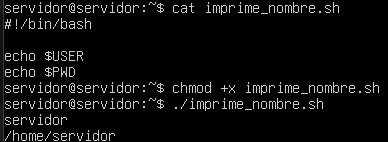 servidor@servidor:~$ cat imprime_nombre.sh
#!/bin/bash

echo $USER
echo $PWD
servidor@servidor:~$ chmod +x imprime_nombre.sh
servidor@servidor:~$ ./imprime_nombre.sh
servidor
/home/servidor